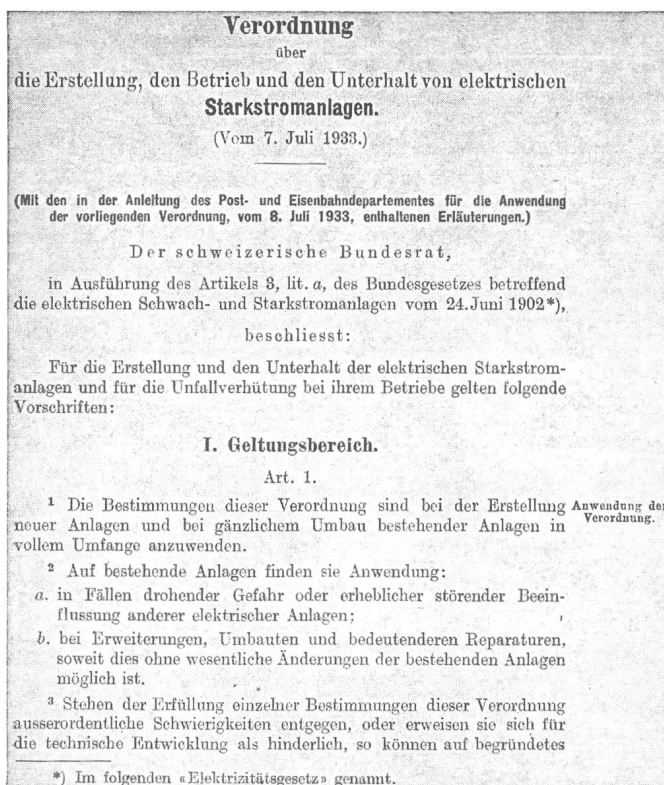 Verordnung
über
die Erstellung, den Betrieb und den Unterhalt von elektrischen
Starkstromanlagen.
(Vom 7. Juli 1933.)
(Mit den in der Anleitung des Post- und Eisenbahndepartementes für die Anwendung
der vorliegenden Verordnung, vom 8. Juli 1933, enthaltenen Erläuterungen.)
Der schweizerische Bundesrat,
in Ausführung des Artikels 3, lit. a, des Bundesgesetzes betreffend
die elektrischen Schwach- und Starkstromanlagen vom 24. Juni 1902*),
beschliesst:
Für die Erstellung und den Unterhalt der elektrischen Starkstrom-
anlagen und für die Unfallverhütung bei ihrem Betriebe gelten folgende
Vorschriften:
I. Geltungsbereich.
Art. 1.
1 Die Bestimmungen dieser Verordnung sind bei der Erstellung
neuer Anlagen und bei gänzlichem Umbau bestehender Anlagen in
vollem Umfange anzuwenden.
Anwendung der
Verordnung.
2 Auf bestehende Anlagen finden sie Anwendung:
a. in Fällen drohender Gefahr oder erheblicher störender Beein-
flussung anderer elektrischer Anlagen;
b. bei Erweiterungen, Umbauten und bedeutenderen Reparaturen,
soweit dies ohne wesentliche Änderungen der bestehenden Anlagen
möglich ist.
3 Stehen der Erfüllung einzelner Bestimmungen dieser Verordnung
ausserordentliche Schwierigkeiten entgegen, oder erweisen sie sich für
die technische Entwicklung als hinderlich, so können auf begründetes
*) Im folgenden «Elektrizitätsgesetz» genannt.